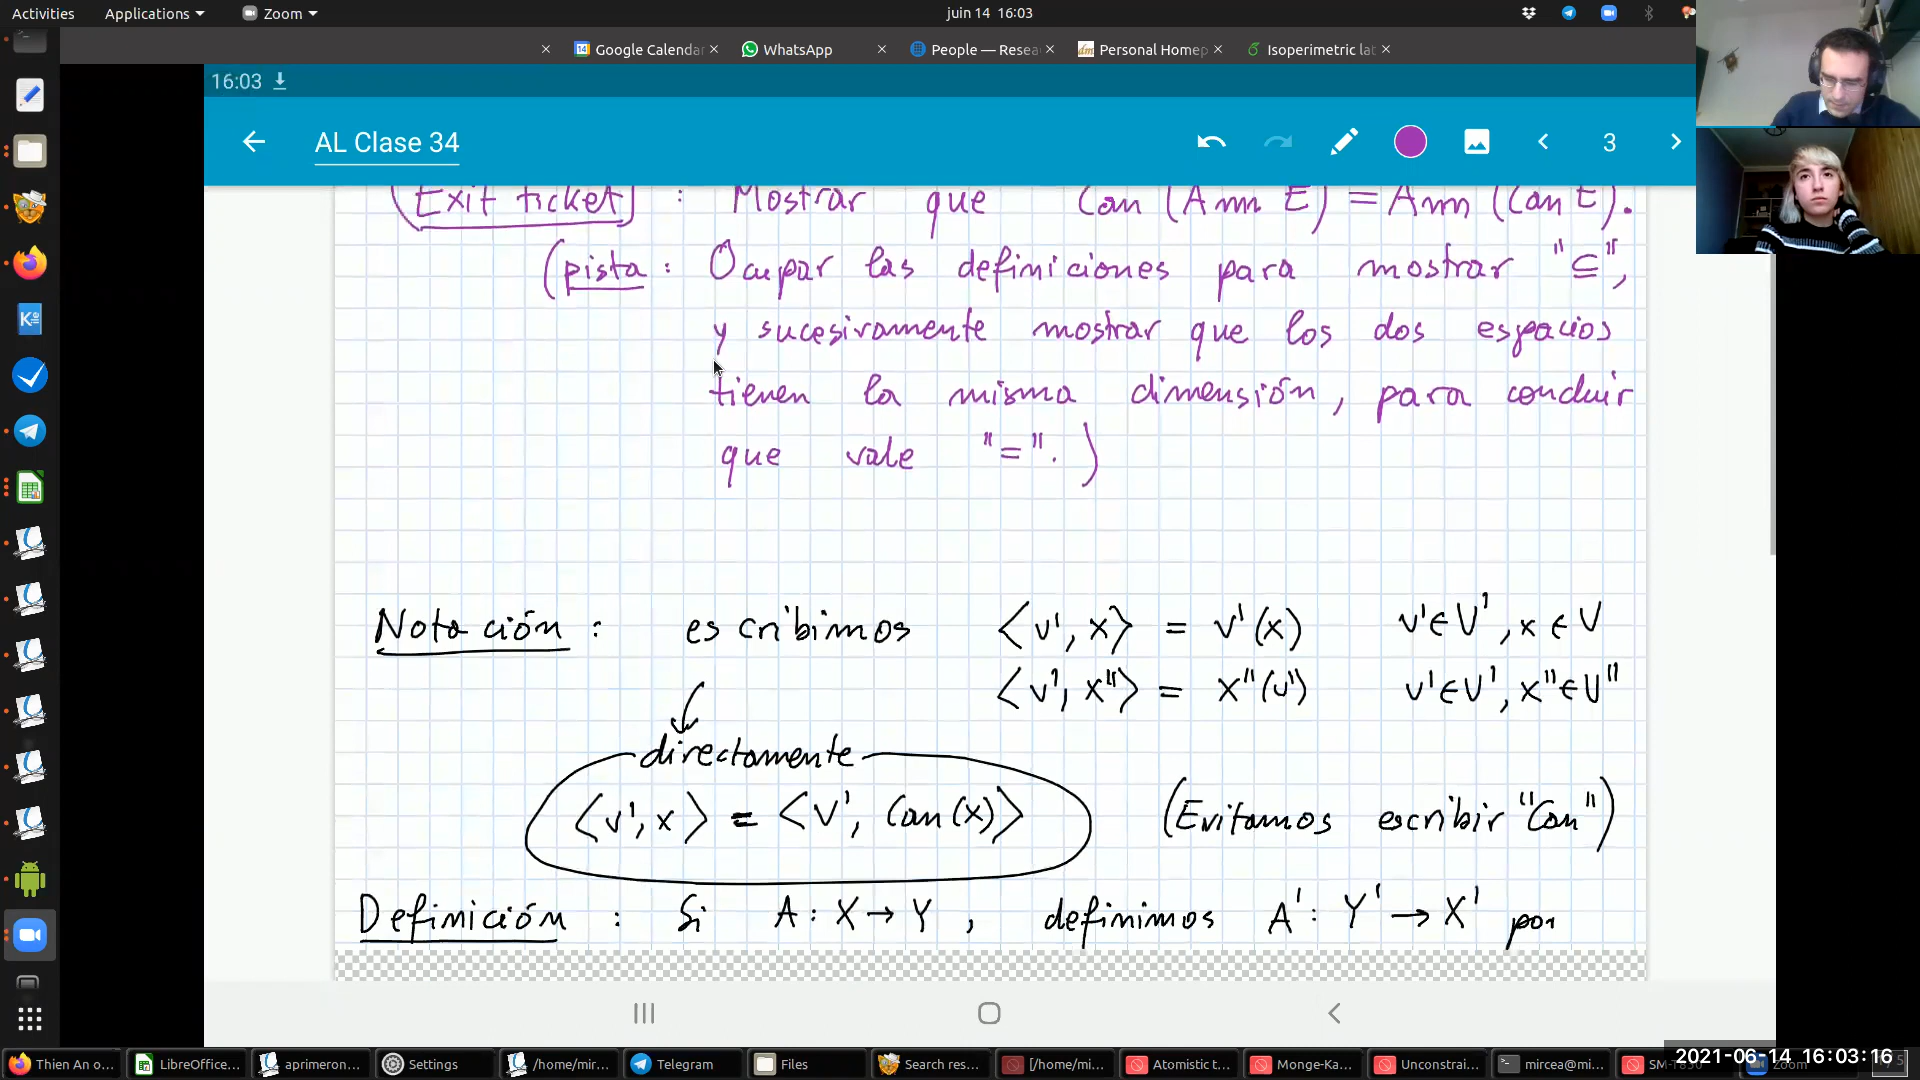 Activities Applications Zoom juin 14 16:03
Google Calendar WhatsApp People — Resea Personal Homep Isoperimetric lat
16:03
AL Clase 34 3
(Exit ticket) : Mostrar que Can (Ann E) = Ann (Can E).
(pista : Ocupar las definiciones para mostrar "⊆",
y sucesivamente mostrar que los dos espacios
tienen la misma dimensión, para concluir
que vale "=". )
Notación : escribimos ⟨v', x⟩ = v'(x) v'∈V', x∈V
⟨v', x''⟩ = x''(v') v'∈V', x''∈V''
directamente
⟨v', x⟩ = ⟨v', Can(x)⟩ (Evitamos escribir "Can")
Definición : Si A : X → Y , definimos A' : Y' → X' por
Thien An o... LibreOffice... aprimeron... Settings /home/mir... Telegram Files Search res... [/home/mi... Atomistic t... Monge-Ka... Unconstrai... mircea@mi...
2021-06-14 16:03:16